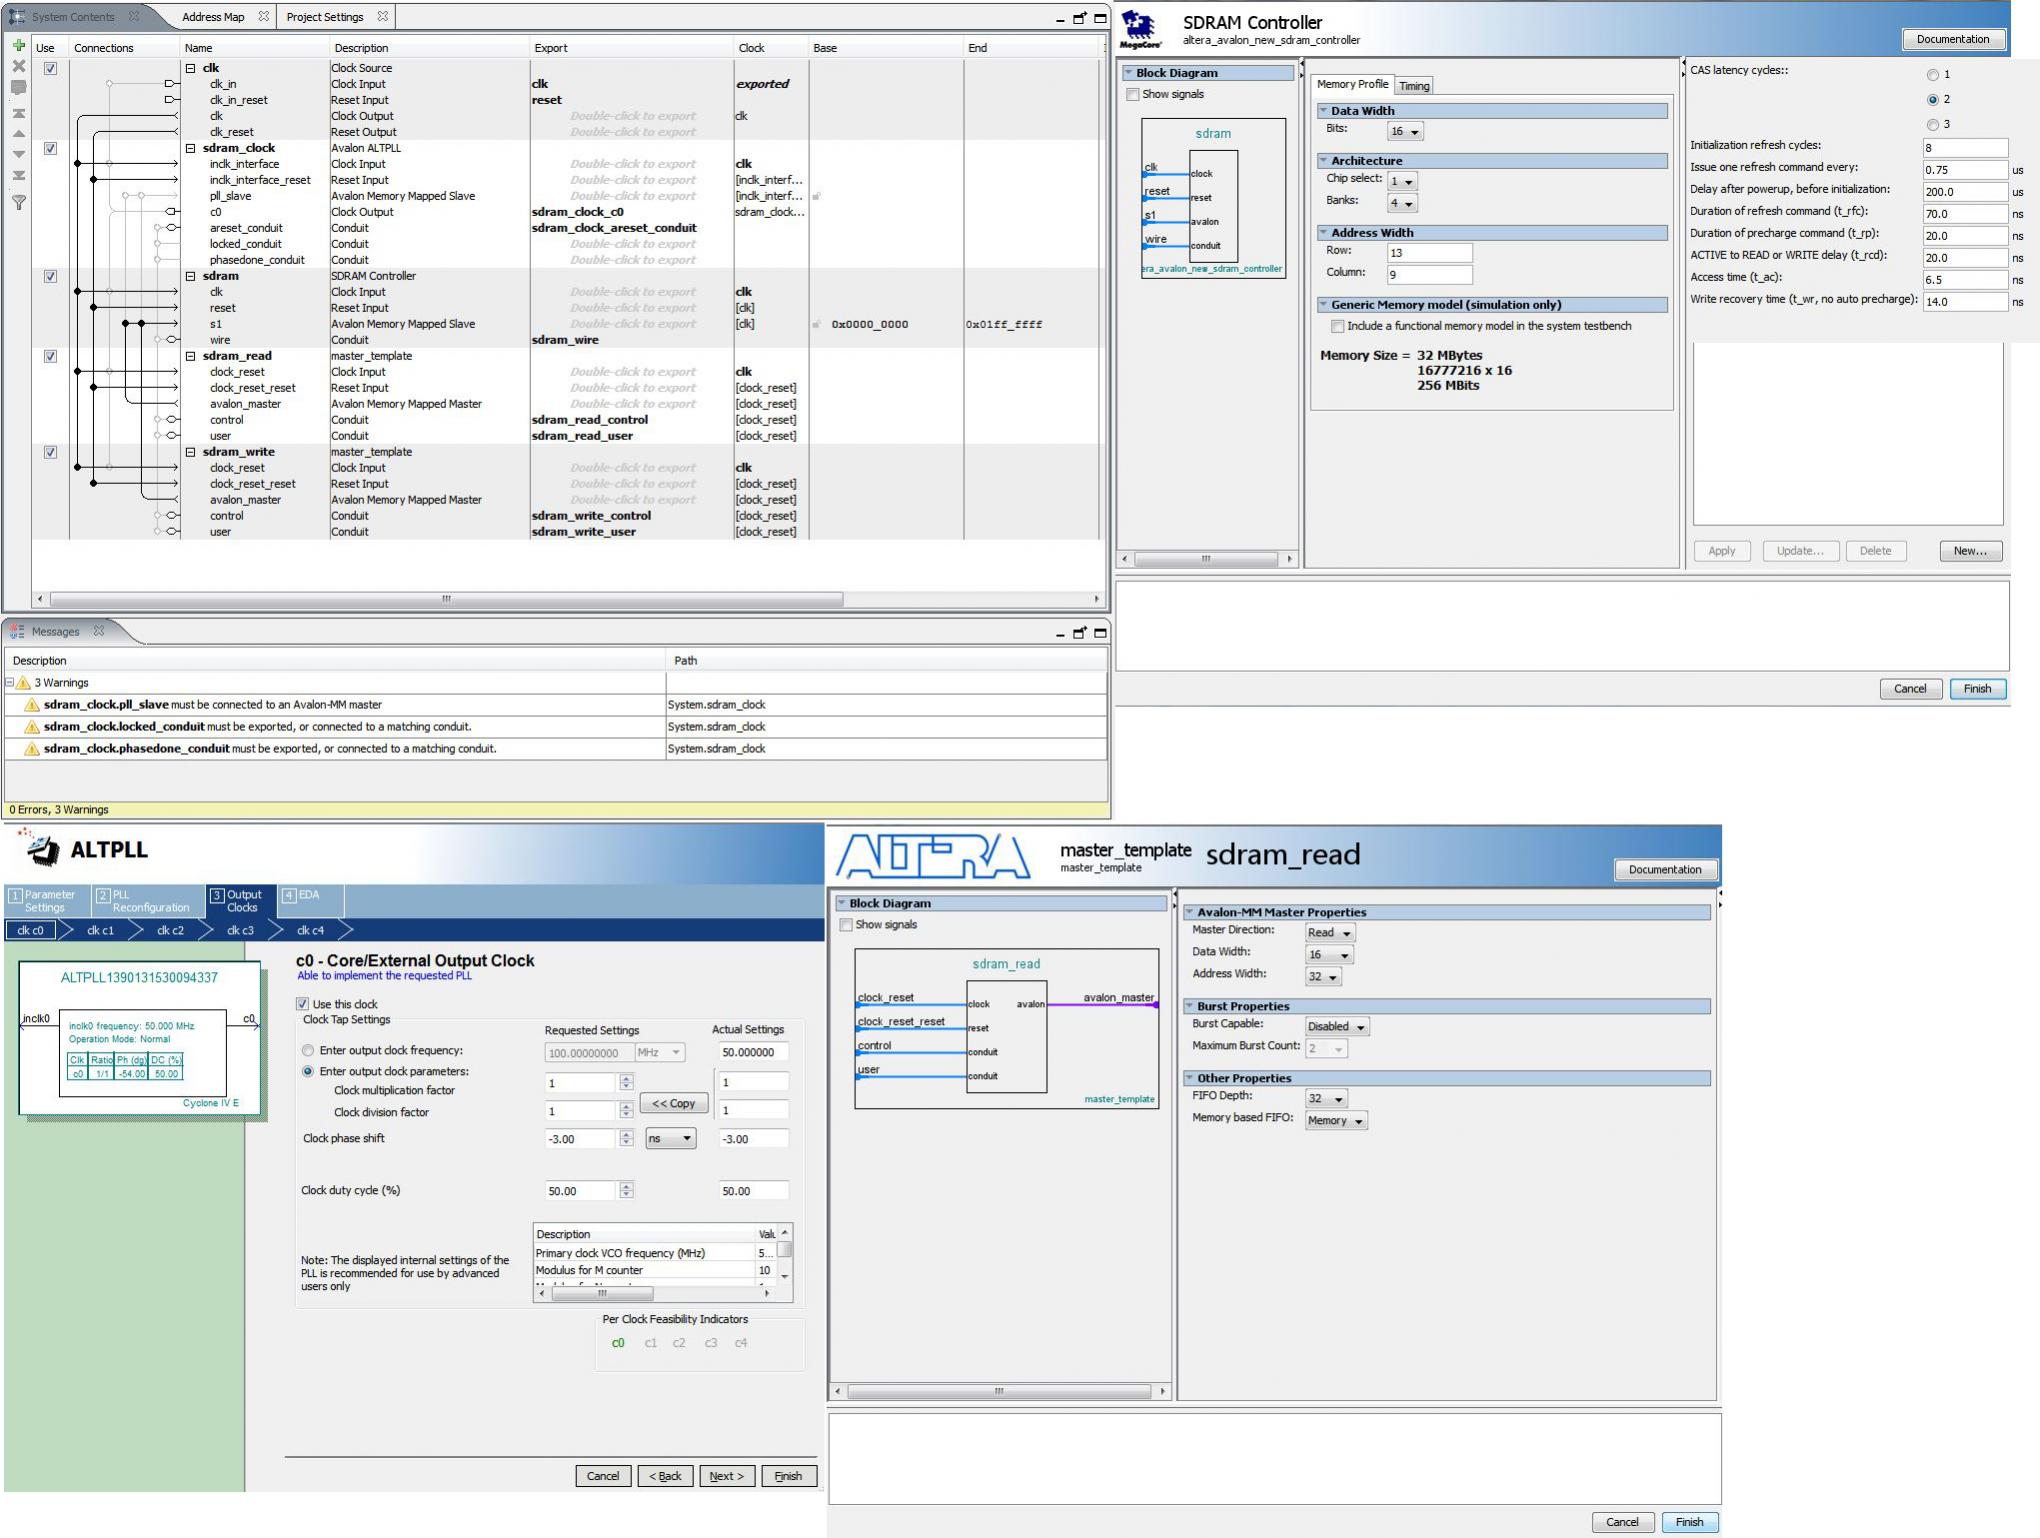 System Contents
Address Map
Project Settings
Use Connections Name Description Export Clock Base End
clk Clock Source
clk_in Clock Input clk exported
clk_in_reset Reset Input reset
clk Clock Output Double-click to export clk
clk_reset Reset Output Double-click to export
sdram_clock Avalon ALTPLL
inclk_interface Clock Input Double-click to export clk
inclk_interface_reset Reset Input Double-click to export [inclk_interf...
pll_slave Avalon Memory Mapped Slave Double-click to export [inclk_interf...
c0 Clock Output sdram_clock_c0 sdram_clock...
areset_conduit Conduit sdram_clock_areset_conduit
locked_conduit Conduit Double-click to export
phasedone_conduit Conduit Double-click to export
sdram SDRAM Controller
clk Clock Input Double-click to export clk
reset Reset Input Double-click to export [clk]
s1 Avalon Memory Mapped Slave Double-click to export [clk] 0x0000_0000 0x01ff_ffff
wire Conduit sdram_wire
sdram_read master_template
clock_reset Clock Input Double-click to export clk
clock_reset_reset Reset Input Double-click to export [clock_reset]
avalon_master Avalon Memory Mapped Master Double-click to export [clock_reset]
control Conduit sdram_read_control [clock_reset]
user Conduit sdram_read_user [clock_reset]
sdram_write master_template
clock_reset Clock Input Double-click to export clk
clock_reset_reset Reset Input Double-click to export [clock_reset]
avalon_master Avalon Memory Mapped Master Double-click to export [clock_reset]
control Conduit sdram_write_control [clock_reset]
user Conduit sdram_write_user [clock_reset]
Messages
Description Path
3 Warnings
sdram_clock.pll_slave must be connected to an Avalon-MM master System.sdram_clock
sdram_clock.locked_conduit must be exported, or connected to a matching conduit. System.sdram_clock
sdram_clock.phasedone_conduit must be exported, or connected to a matching conduit. System.sdram_clock
0 Errors, 3 Warnings
MegaCore'
SDRAM Controller
altera_avalon_new_sdram_controller
Documentation
Block Diagram
Show signals
sdram
clk clock
reset reset
s1 avalon
wire conduit
era_avalon_new_sdram_controller
Memory Profile Timing
Data Width
Bits: 16
Architecture
Chip select: 1
Banks: 4
Address Width
Row: 13
Column: 9
Generic Memory model (simulation only)
Include a functional memory model in the system testbench
Memory Size = 32 MBytes
16777216 x 16
256 MBits
CAS latency cycles:: 1
2
3
Initialization refresh cycles: 8
Issue one refresh command every: 0.75 us
Delay after powerup, before initialization: 200.0 us
Duration of refresh command (t_rfc): 70.0 ns
Duration of precharge command (t_rp): 20.0 ns
ACTIVE to READ or WRITE delay (t_rcd): 20.0 ns
Access time (t_ac): 6.5 ns
Write recovery time (t_wr, no auto precharge): 14.0 ns
Apply Update... Delete New...
Cancel Finish
ALTPLL
1 Parameter Settings
2 PLL Reconfiguration
3 Output Clocks
4 EDA
clk c0 clk c1 clk c2 clk c3 clk c4
ALTPLL1390131530094337
inclk0 c0
inclk0 frequency: 50.000 MHz
Operation Mode: Normal
Clk Ratio Ph (dg) DC (%)
c0 1/1 -54.00 50.00
Cyclone IV E
c0 - Core/External Output Clock
Able to implement the requested PLL
Use this clock
Clock Tap Settings
Requested Settings Actual Settings
Enter output clock frequency: 100.00000000 MHz 50.000000
Enter output clock parameters:
Clock multiplication factor 1 1
<< Copy
Clock division factor 1 1
Clock phase shift -3.00 ns -3.00
Clock duty cycle (%) 50.00 50.00
Description
Primary clock VCO frequency (MHz) 5...
Modulus for M counter 10
Note: The displayed internal settings of the
PLL is recommended for use by advanced
users only
Per Clock Feasibility Indicators
c0 c1 c2 c3 c4
Cancel < Back Next > Finish
ALTERA
master_template sdram_read
master_template
Documentation
Block Diagram
Show signals
sdram_read
clock_reset clock avalon avalon_master
clock_reset_reset reset
control conduit
user conduit
master_template
Avalon-MM Master Properties
Master Direction: Read
Data Width: 16
Address Width: 32
Burst Properties
Burst Capable: Disabled
Maximum Burst Count: 2
Other Properties
FIFO Depth: 32
Memory based FIFO: Memory
Cancel Finish